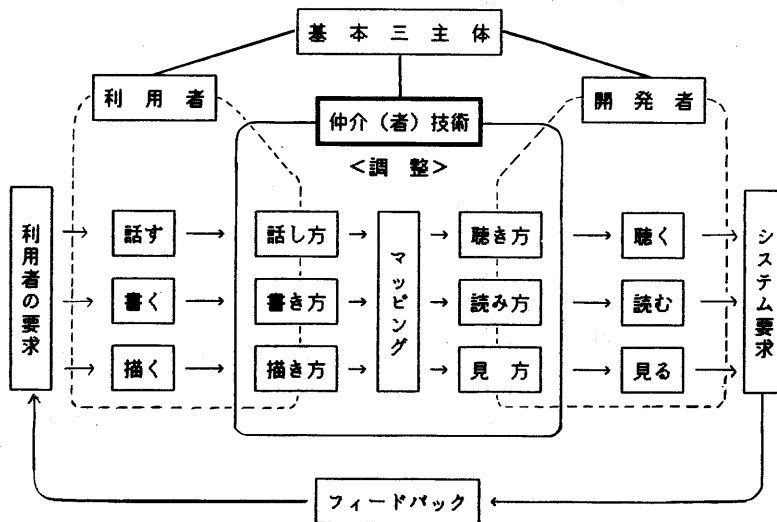 基本三主体
利用者
開発者
仲介(者)技術
<調整>
利用者の要求
話す
話し方
マッピング
聴き方
聴く
システム要求
書く
書き方
読み方
読む
描く
描き方
見方
見る
フィードバック